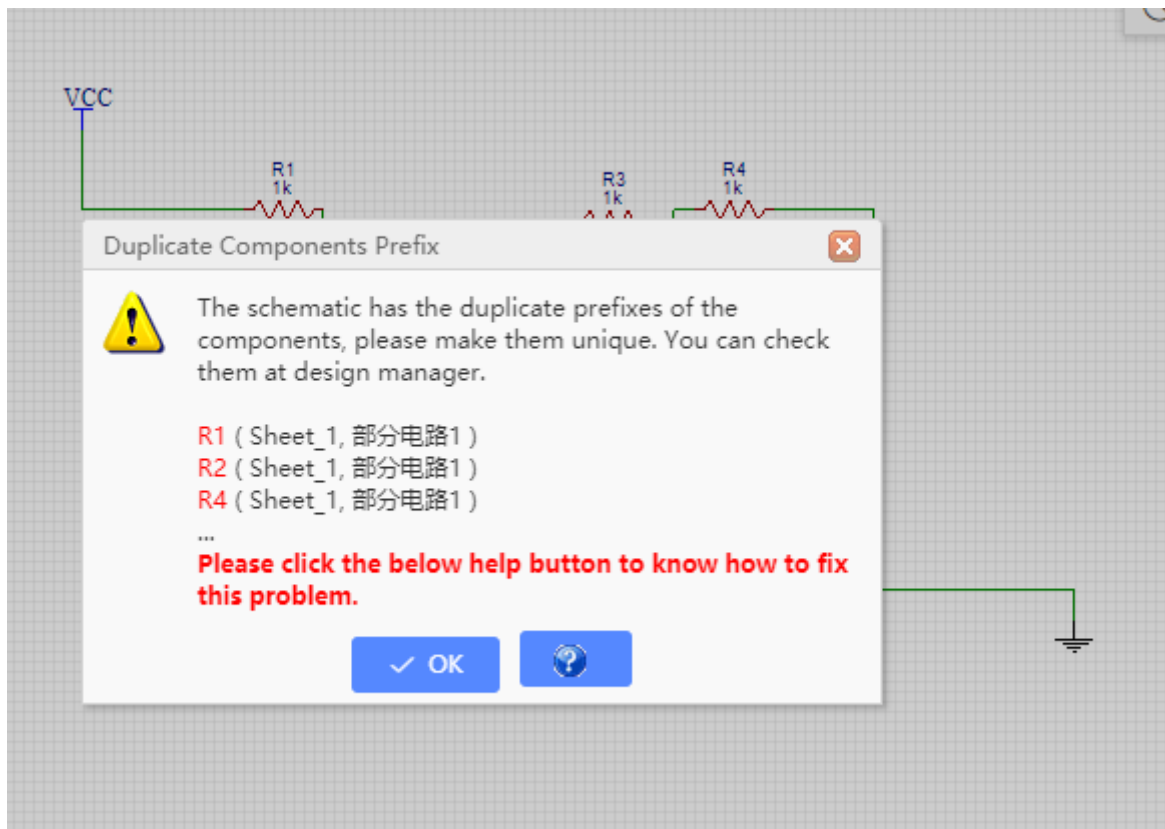 VCC
R1
1k
R3
1k
R4
1k
Duplicate Components Prefix
The schematic has the duplicate prefixes of the
components, please make them unique. You can check
them at design manager.
R1 ( Sheet_1, 部分电路1 )
R2 ( Sheet_1, 部分电路1 )
R4 ( Sheet_1, 部分电路1 )
...
Please click the below help button to know how to fix
this problem.
OK
?